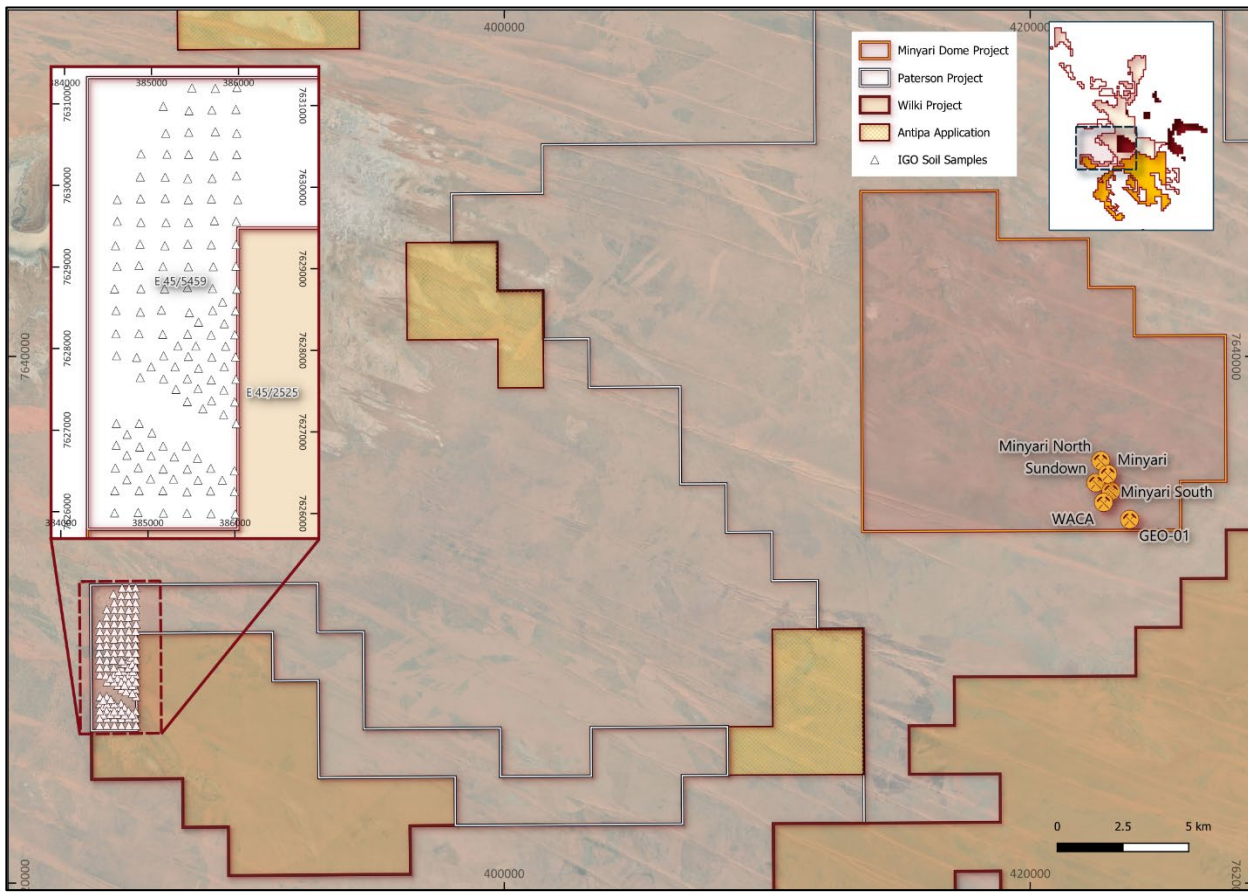 400000
420000
Minyari Dome Project
Paterson Project
Wilki Project
Antipa Application
IGO Soil Samples
384000
385000
386000
7631000
7631000
7630000
7630000
7629000
7629000
E 45/5459
7628000
7628000
E 45/2525
7627000
7627000
7626000
7626000
384000
385000
386000
7640000
7640000
Minyari North
Minyari
Sundown
Minyari South
WACA
GEO-01
0 2.5 5 km
400000
420000